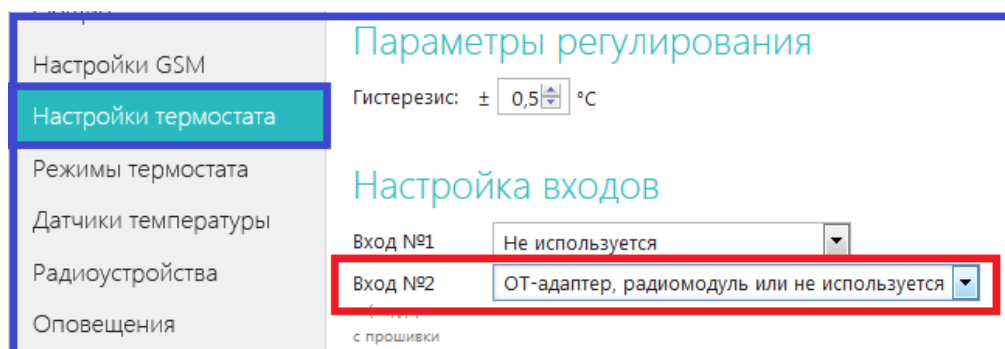 Настройки GSM
Настройки термостата
Режимы термостата
Датчики температуры
Радиоустройства
Оповещения
Параметры регулирования
Гистерезис: ± 0,5 °C
Настройка входов
Вход №1 Не используется
Вход №2 ОТ-адаптер, радиомодуль или не используется
с прошивки